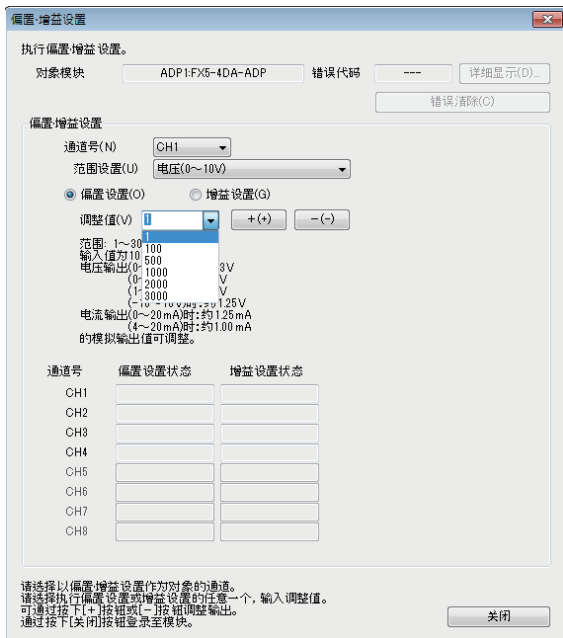 偏置·增益设置
执行偏置·增益 设置。
对象模块 ADP1:FX5-4DA-ADP 错误代码 --- 详细显示(D)...
错误清除(C)
偏置·增益设置
通道号(N) CH1
范围设置(U) 电压(0～10V)
偏置 设置(O) 增益 设置(G)
调整值(V) 1 +(+) -(-)
1
100
500
1000
2000
3000
范围: 1～30
输入值为10
电压输出(0 3V
(0 V
(1 V
1.25V
电流输出(0～20mA)时:约1.25mA
(4～20mA)时:约1.00mA
的模拟输出值可调整。
通道号 偏置 设置状态 增益 设置状态
CH1
CH2
CH3
CH4
CH5
CH6
CH7
CH8
请选择以偏置·增益设置作为对象的通道。
请选择执行偏置设置或增益设置的任意一个, 输入调整值。
可通过按下[+]按钮或[-]按钮调整输出。
通过按下[关闭]按钮登录至模块。
关闭